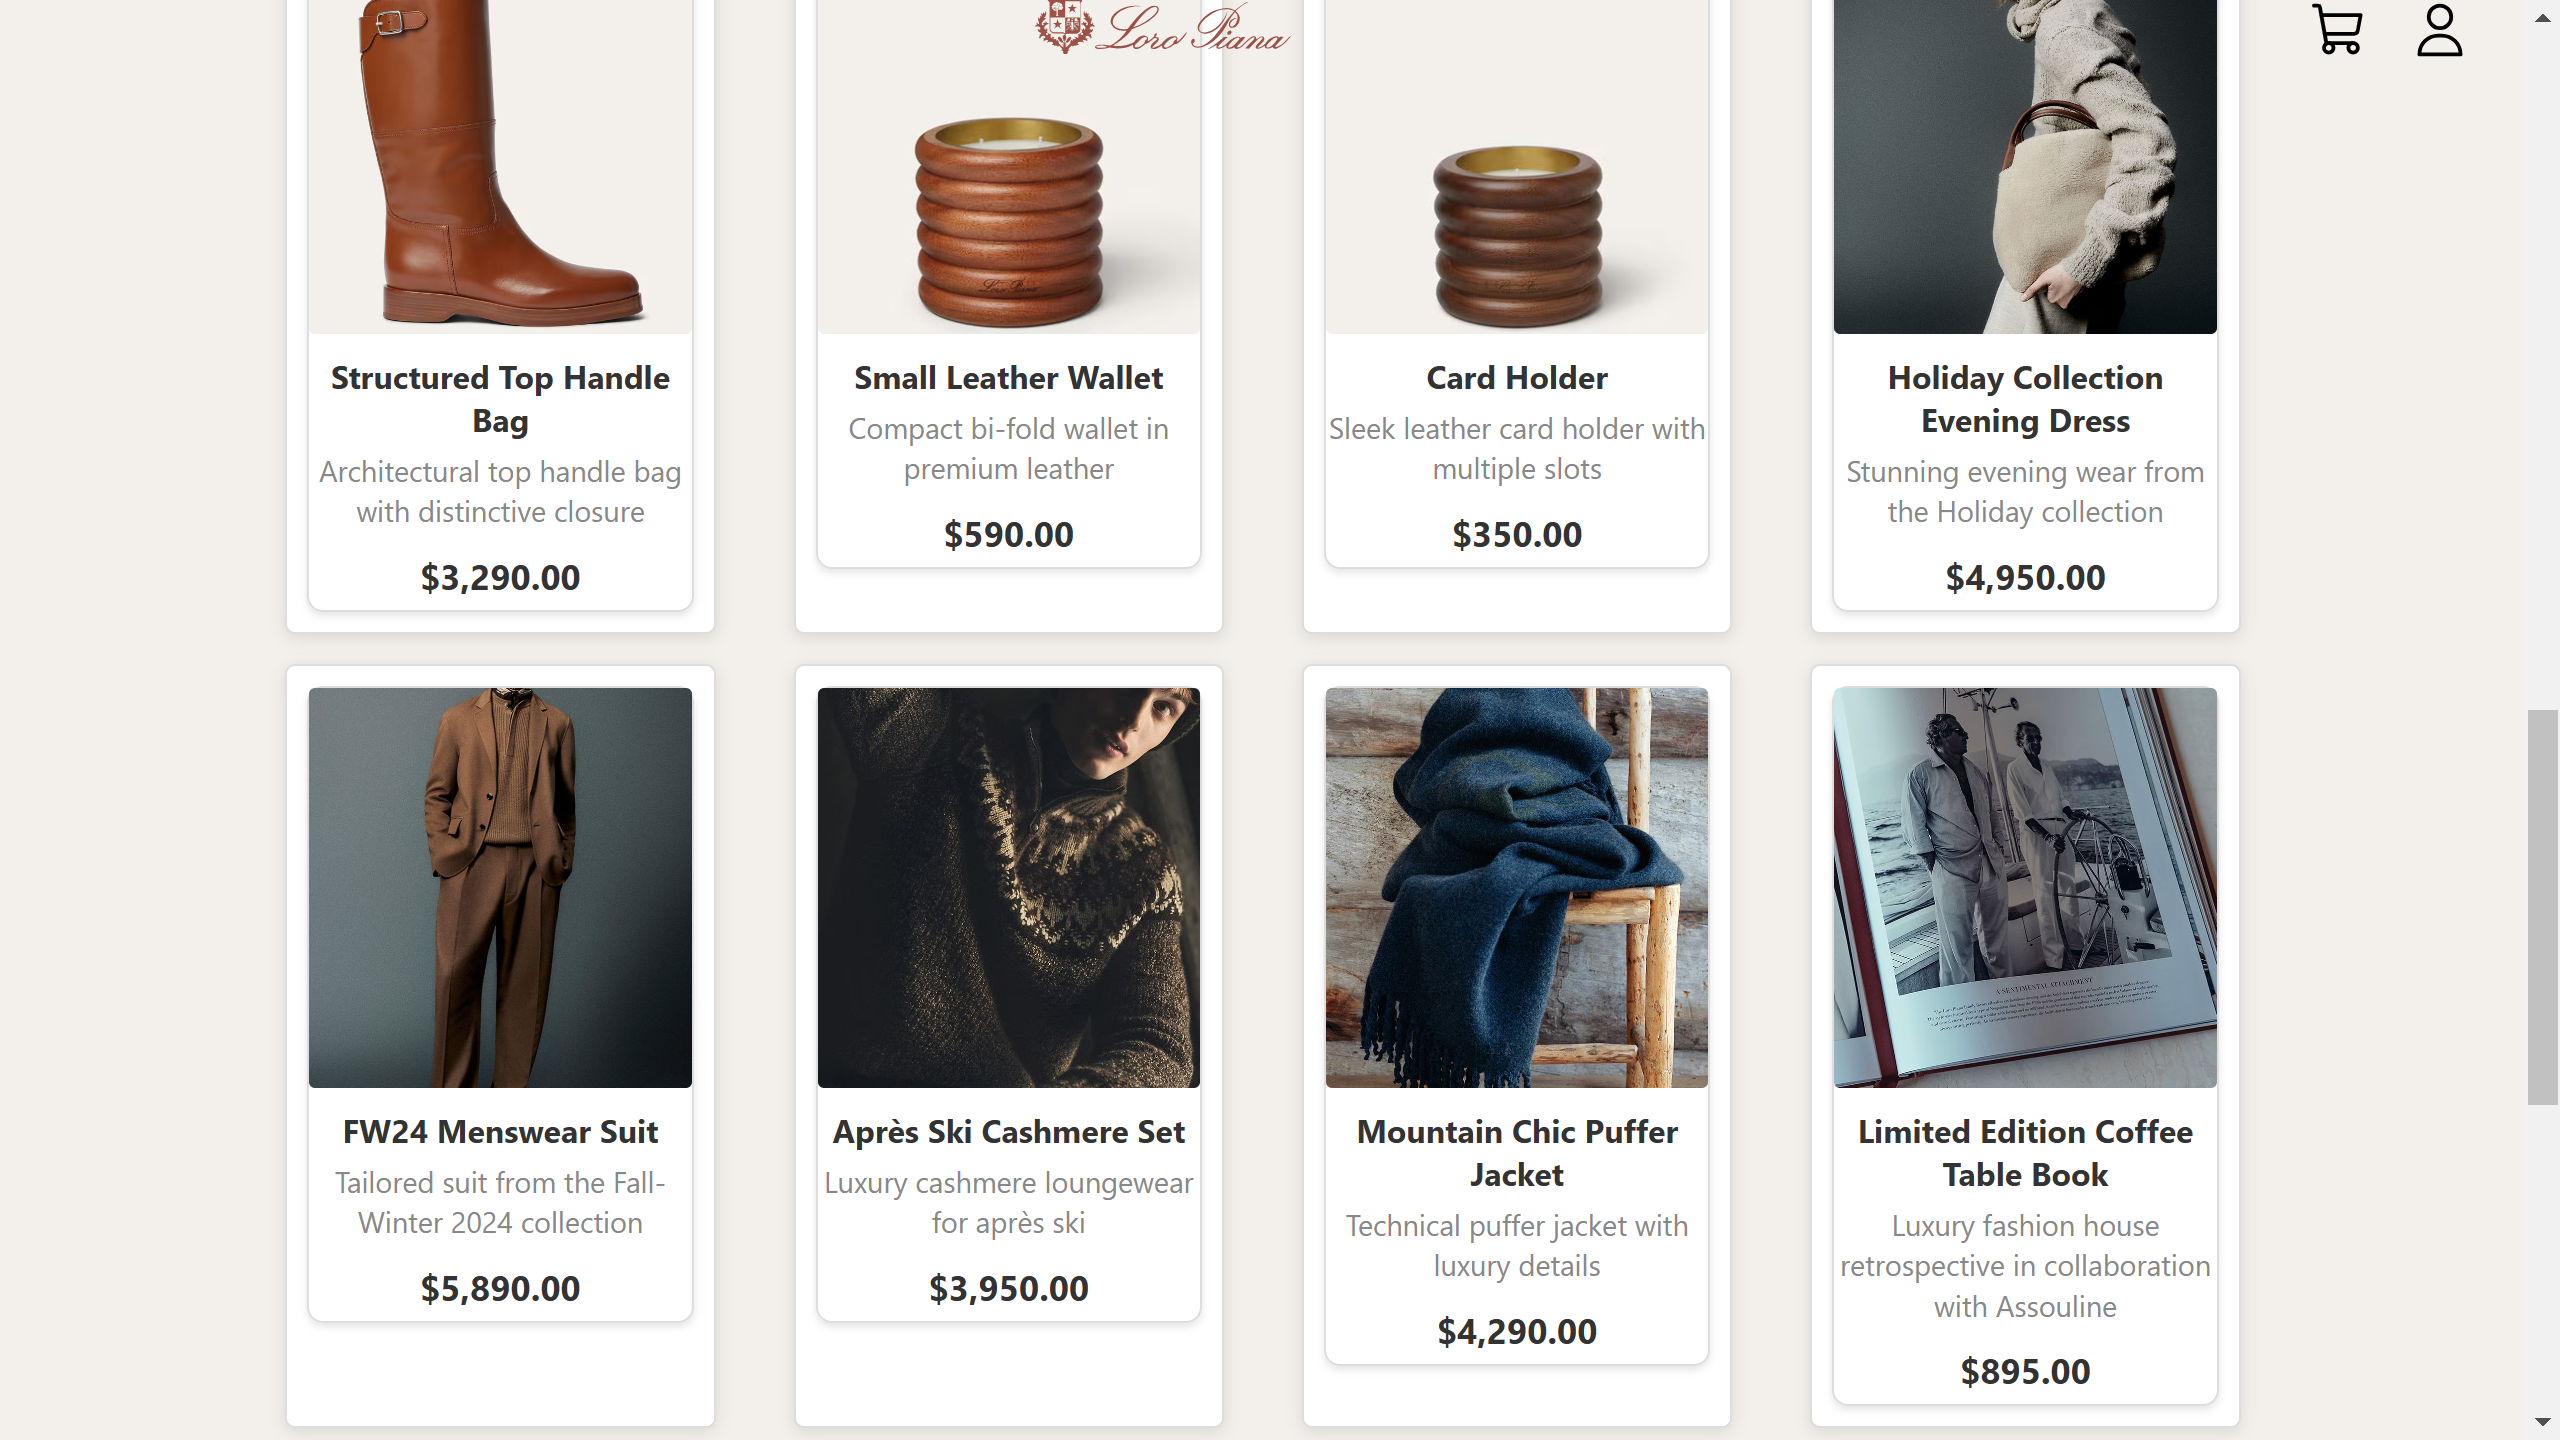 Loro Piana
Loro Piana
Structured Top Handle
Bag
Architectural top handle bag
with distinctive closure
$3,290.00
Small Leather Wallet
Compact bi-fold wallet in
premium leather
$590.00
Card Holder
Sleek leather card holder with
multiple slots
$350.00
Holiday Collection
Evening Dress
Stunning evening wear from
the Holiday collection
$4,950.00
A SENTIMENTAL ATTACHMENT
FW24 Menswear Suit
Tailored suit from the Fall-
Winter 2024 collection
$5,890.00
Après Ski Cashmere Set
Luxury cashmere loungewear
for après ski
$3,950.00
Mountain Chic Puffer
Jacket
Technical puffer jacket with
luxury details
$4,290.00
Limited Edition Coffee
Table Book
Luxury fashion house
retrospective in collaboration
with Assouline
$895.00